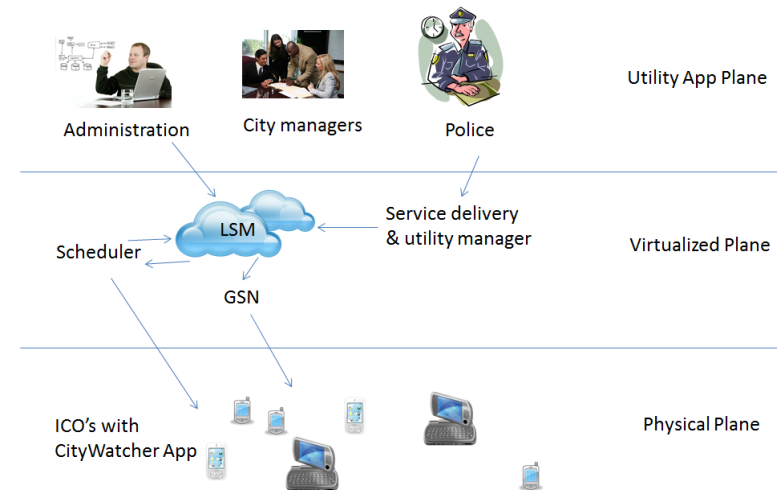 Utility App Plane
Administration
City managers
Police
LSM
Service delivery
& utility manager
Scheduler
Virtualized Plane
GSN
ICO's with
CityWatcher App
Physical Plane